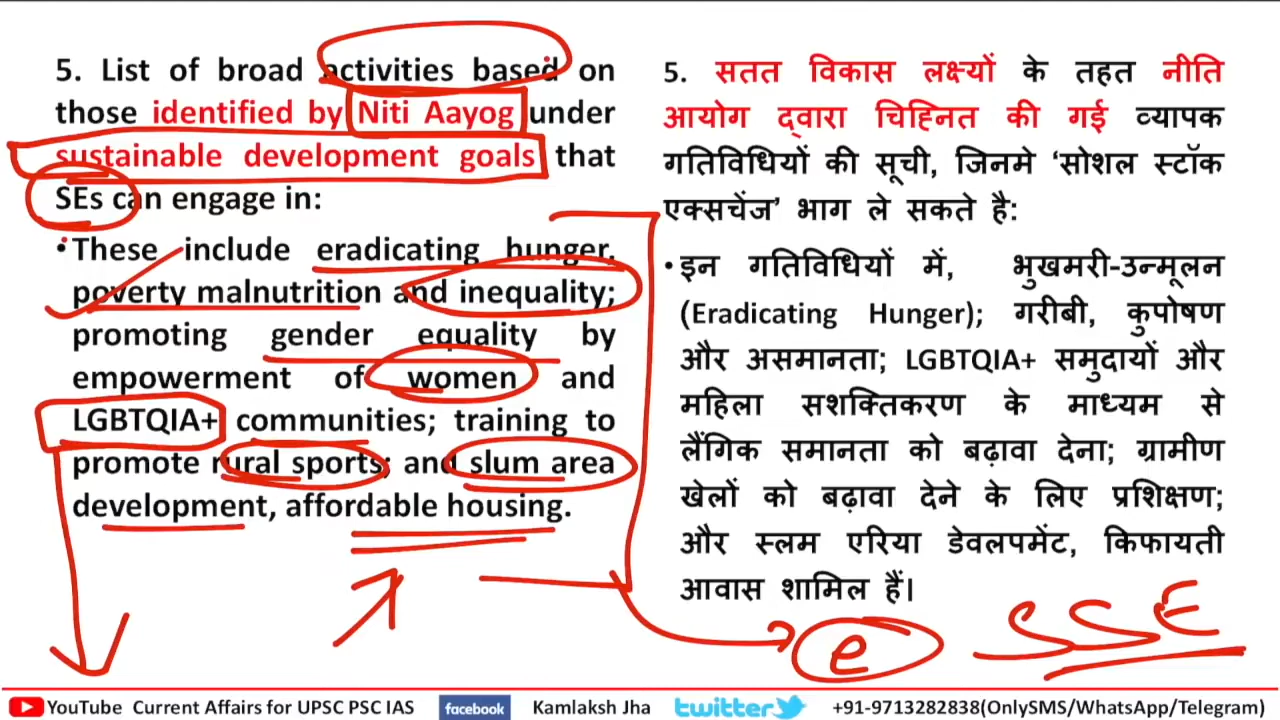 5. List of broad activities based on
those identified by Niti Aayog under
sustainable development goals that
SEs can engage in:
•These include eradicating hunger,
poverty malnutrition and inequality;
promoting gender equality by
empowerment of women and
LGBTQIA+ communities; training to
promote rural sports; and slum area
development, affordable housing.
5. सतत विकास लक्ष्यों के तहत नीति
आयोग द्वारा चिह्नित की गई व्यापक
गतिविधियों की सूची, जिनमे ‘सोशल स्टॉक
एक्सचेंज’ भाग ले सकते है:
•इन गतिविधियों में, भुखमरी-उन्मूलन
(Eradicating Hunger); गरीबी, कुपोषण
और असमानता; LGBTQIA+ समुदायों और
महिला सशक्तिकरण के माध्यम से
लैंगिक समानता को बढ़ावा देना; ग्रामीण
खेलों को बढ़ावा देने के लिए प्रशिक्षण;
और स्लम एरिया डेवलपमेंट, किफायती
आवास शामिल हैं।
e SSE
YouTube Current Affairs for UPSC PSC IAS facebook Kamlaksh Jha twitter +91-9713282838(OnlySMS/WhatsApp/Telegram)